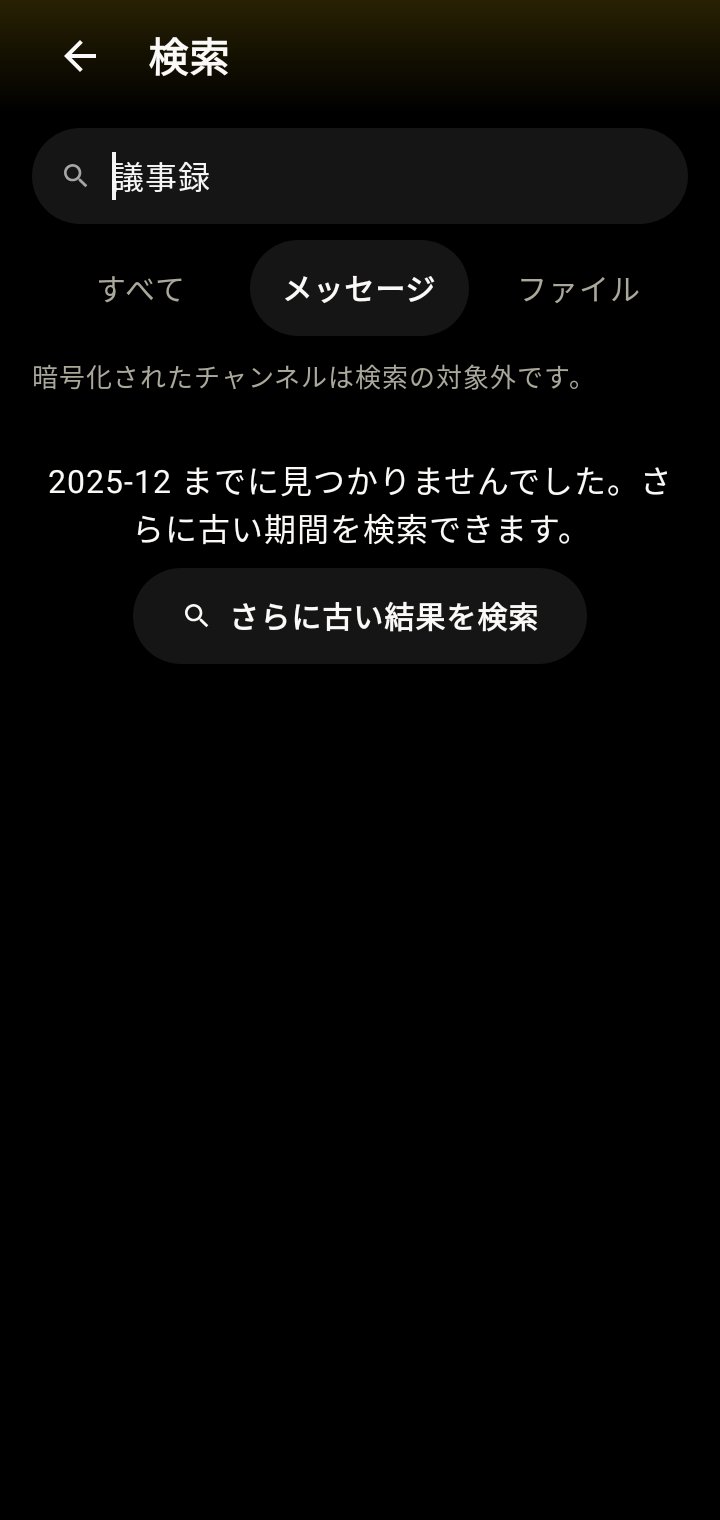 検索
議事録
すべて メッセージ ファイル
暗号化されたチャンネルは検索の対象外です。
2025-12 までに見つかりませんでした。さ
らに古い期間を検索できます。
さらに古い結果を検索